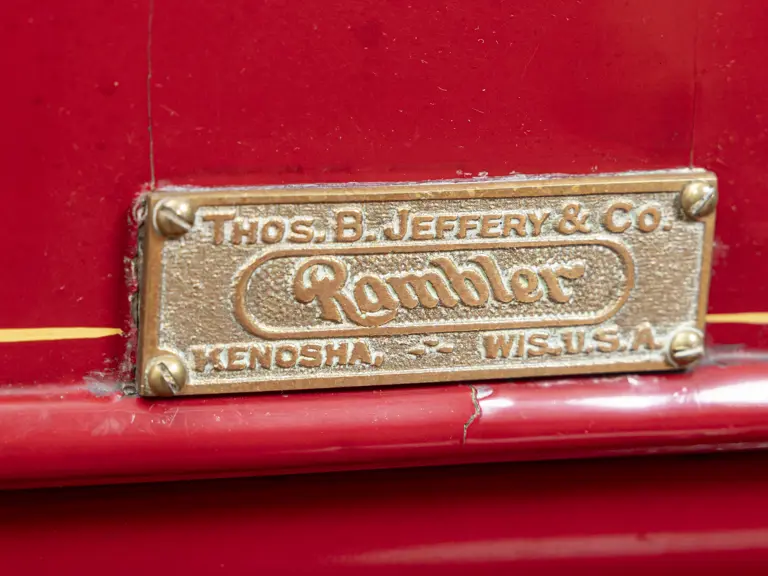 THOS. B. JEFFERY & CO.
Rambler
KENOSHA, WIS.U.S.A.